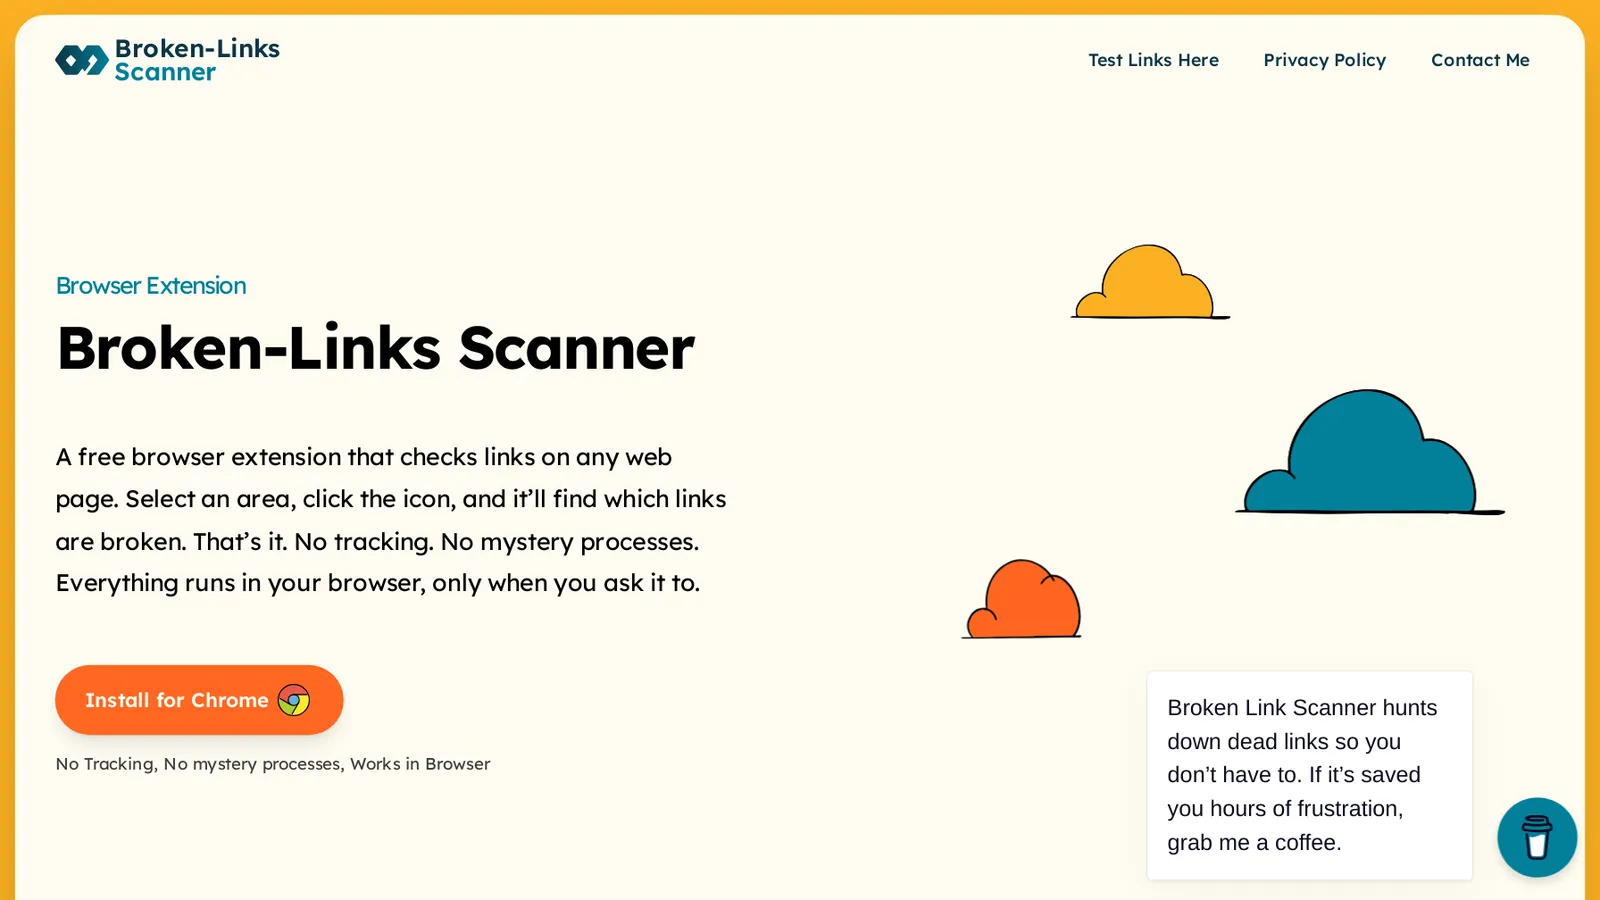 Broken-Links
Scanner
Test Links Here
Privacy Policy
Contact Me
Browser Extension
Broken-Links Scanner
A free browser extension that checks links on any web
page. Select an area, click the icon, and it’ll find which links
are broken. That’s it. No tracking. No mystery processes.
Everything runs in your browser, only when you ask it to.
Install for Chrome
No Tracking, No mystery processes, Works in Browser
Broken Link Scanner hunts
down dead links so you
don’t have to. If it’s saved
you hours of frustration,
grab me a coffee.